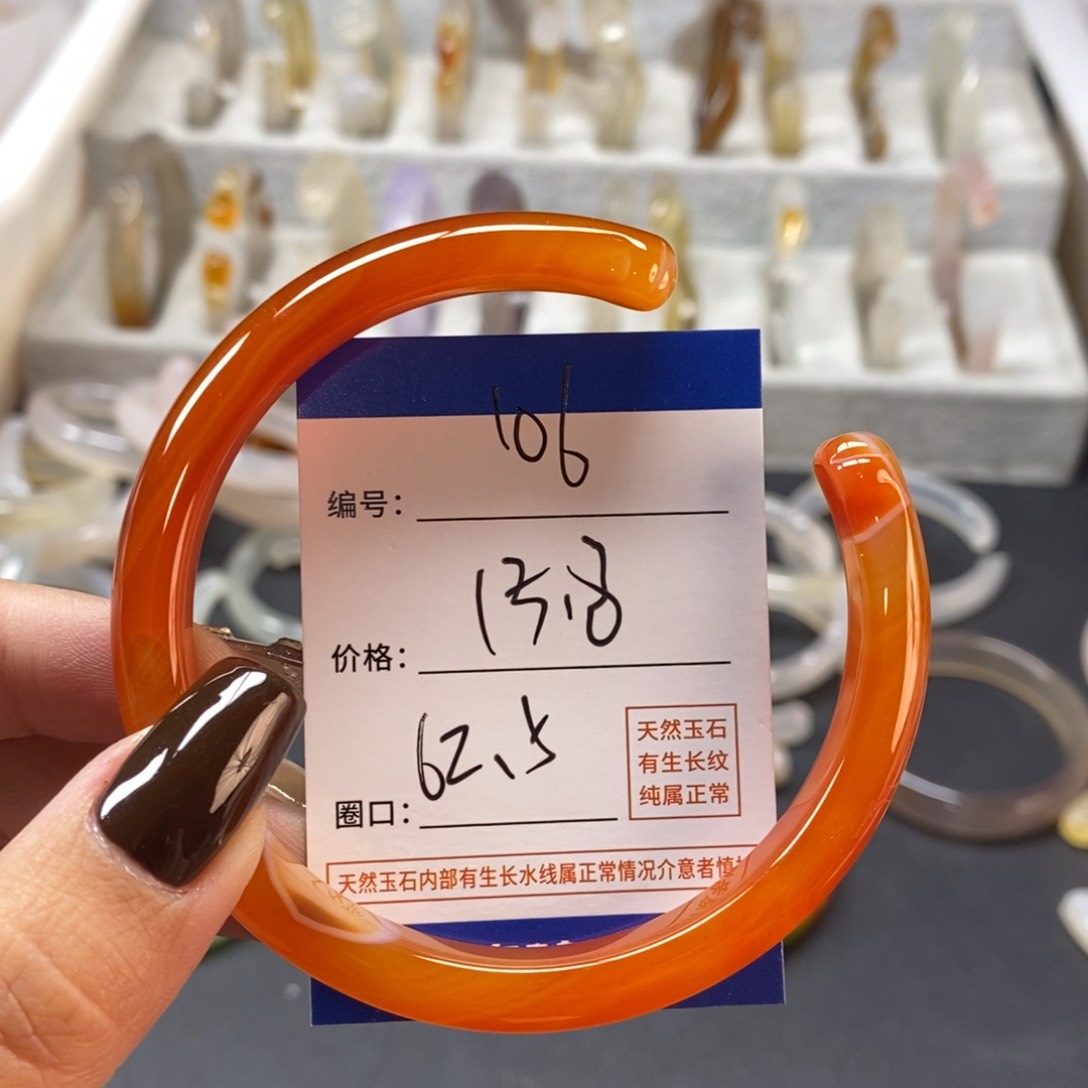 106
编号：
13.8
价格：
62.5
圈口：
天然玉石
有生长纹
纯属正常
天然玉石内部有生长水线属正常情况介意者慎